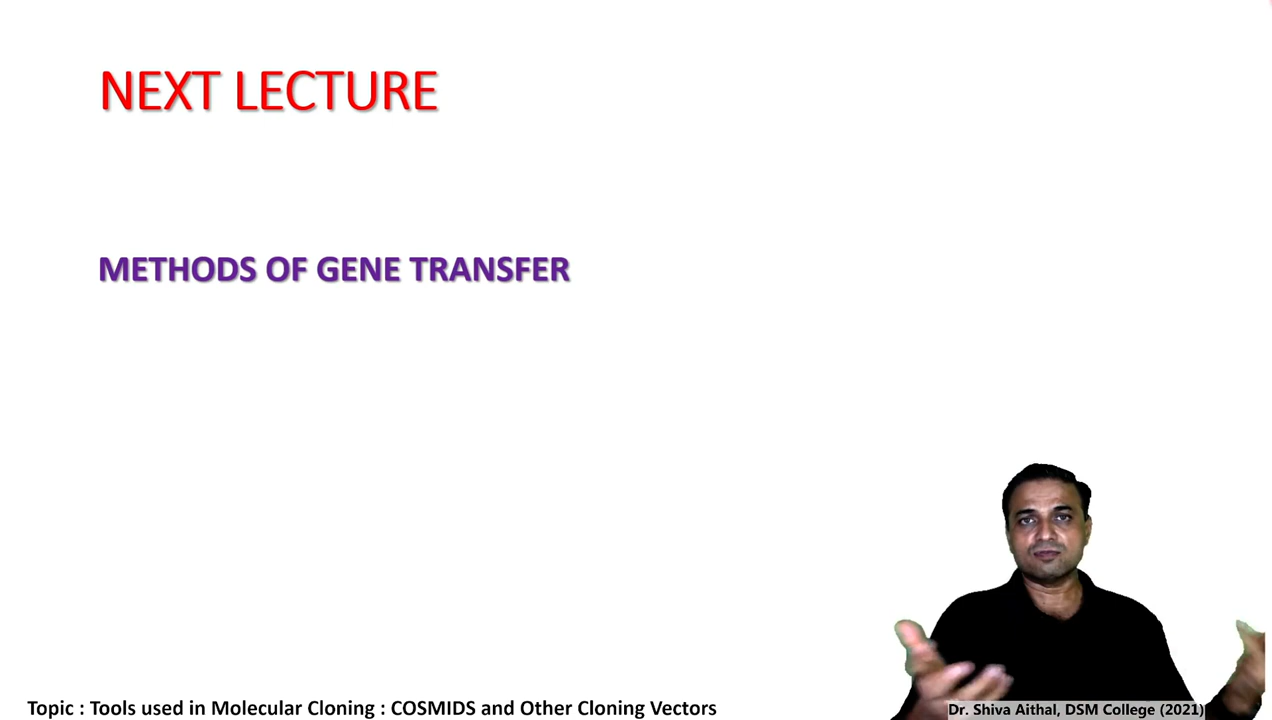 NEXT LECTURE
METHODS OF GENE TRANSFER
Topic : Tools used in Molecular Cloning : COSMIDS and Other Cloning Vectors
Dr. Shiva Aithal, DSM College (2021)